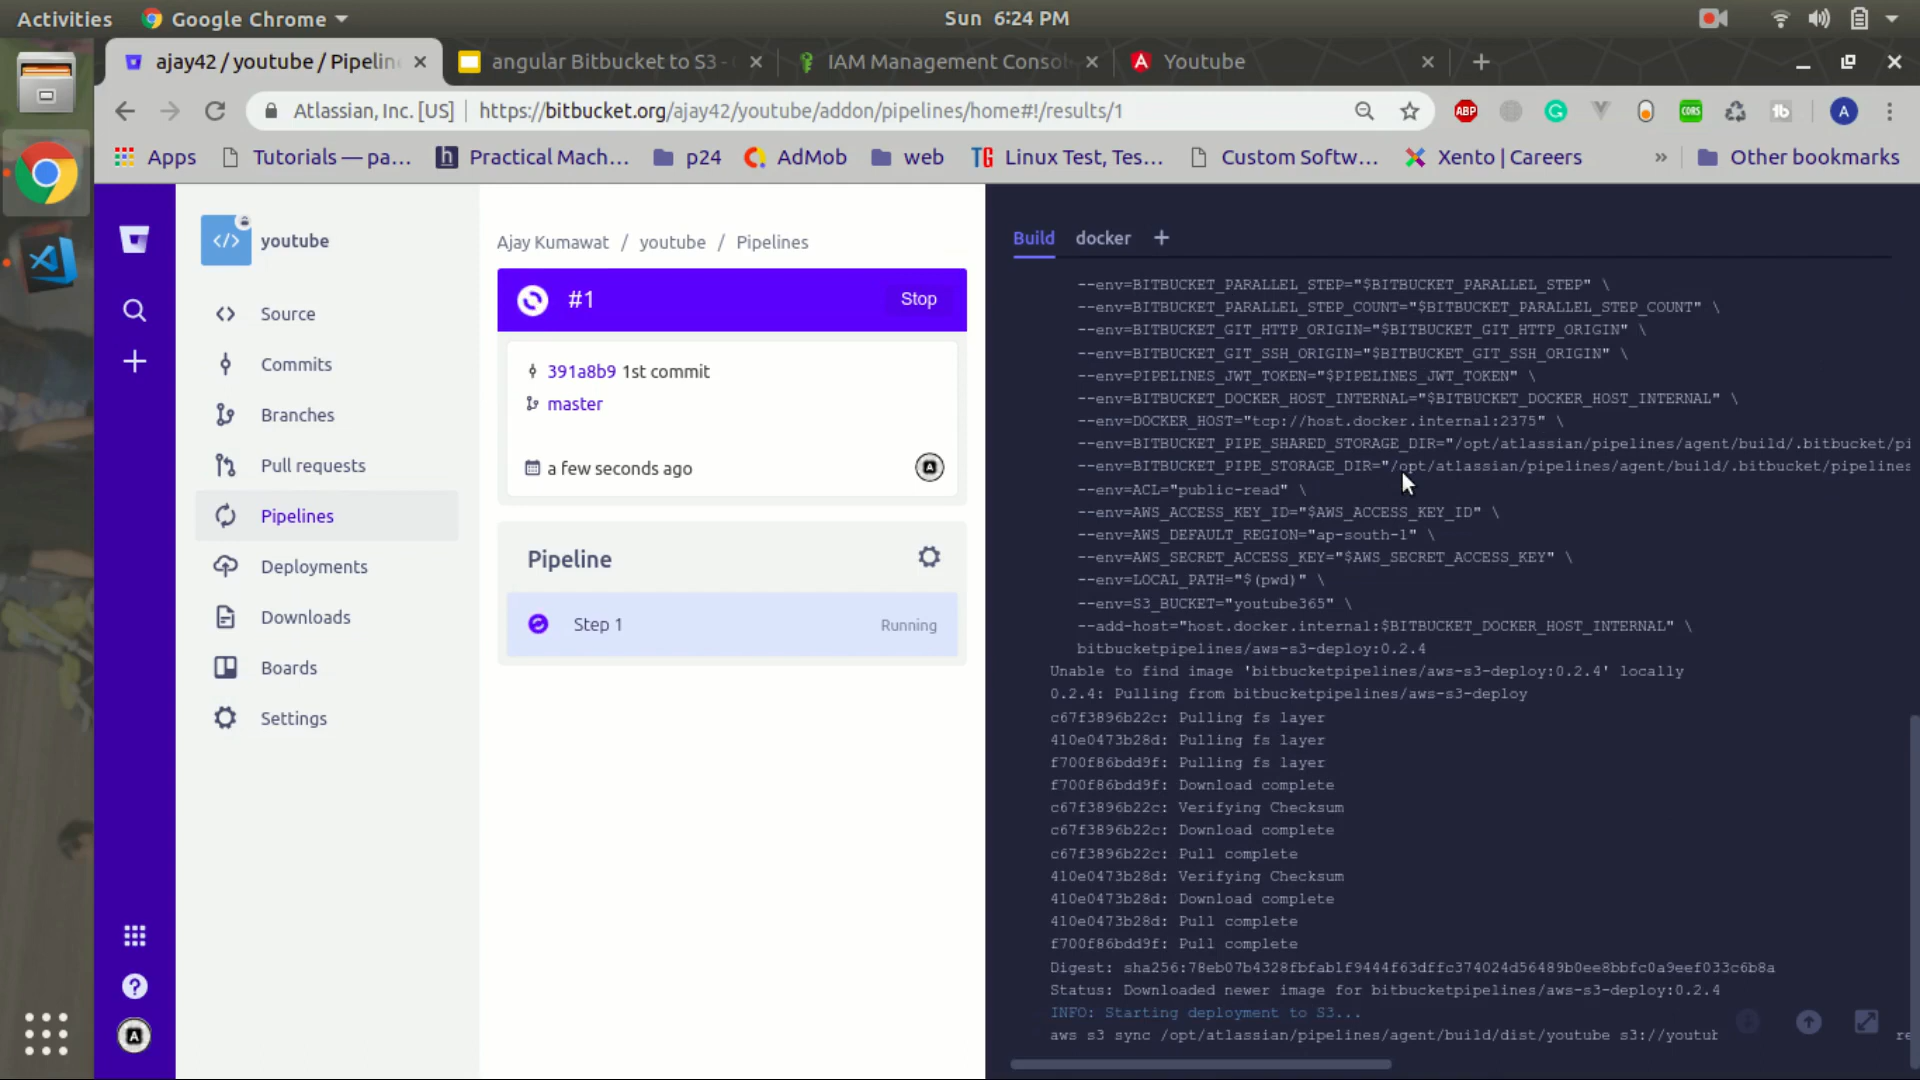 Activities
Google Chrome
Sun 6:24 PM
ajay42 / youtube / Pipelin
angular Bitbucket to S3 -
IAM Management Consol
Youtube
Atlassian, Inc. [US]
https://bitbucket.org/ajay42/youtube/addon/pipelines/home#!/results/1
ABP
CORS
A
Apps
Tutorials — pa...
Practical Mach...
p24
AdMob
web
TG
Linux Test, Tes...
Custom Softw...
Xento | Careers
»
Other bookmarks
youtube
Source
Commits
Branches
Pull requests
Pipelines
Deployments
Downloads
Boards
Settings
Ajay Kumawat / youtube / Pipelines
#1
Stop
391a8b9 1st commit
master
a few seconds ago
Pipeline
Step 1
Running
Build
docker
--env=BITBUCKET_PARALLEL_STEP="$BITBUCKET_PARALLEL_STEP" \
--env=BITBUCKET_PARALLEL_STEP_COUNT="$BITBUCKET_PARALLEL_STEP_COUNT" \
--env=BITBUCKET_GIT_HTTP_ORIGIN="$BITBUCKET_GIT_HTTP_ORIGIN" \
--env=BITBUCKET_GIT_SSH_ORIGIN="$BITBUCKET_GIT_SSH_ORIGIN" \
--env=PIPELINES_JWT_TOKEN="$PIPELINES_JWT_TOKEN" \
--env=BITBUCKET_DOCKER_HOST_INTERNAL="$BITBUCKET_DOCKER_HOST_INTERNAL" \
--env=DOCKER_HOST="tcp://host.docker.internal:2375" \
--env=BITBUCKET_PIPE_SHARED_STORAGE_DIR="/opt/atlassian/pipelines/agent/build/.bitbucket/pi
--env=BITBUCKET_PIPE_STORAGE_DIR="/opt/atlassian/pipelines/agent/build/.bitbucket/pipelines
--env=ACL="public-read" \
--env=AWS_ACCESS_KEY_ID="$AWS_ACCESS_KEY_ID" \
--env=AWS_DEFAULT_REGION="ap-south-1" \
--env=AWS_SECRET_ACCESS_KEY="$AWS_SECRET_ACCESS_KEY" \
--env=LOCAL_PATH="$(pwd)" \
--env=S3_BUCKET="youtube365" \
--add-host="host.docker.internal:$BITBUCKET_DOCKER_HOST_INTERNAL" \
bitbucketpipelines/aws-s3-deploy:0.2.4
Unable to find image 'bitbucketpipelines/aws-s3-deploy:0.2.4' locally
0.2.4: Pulling from bitbucketpipelines/aws-s3-deploy
c67f3896b22c: Pulling fs layer
410e0473b28d: Pulling fs layer
f700f86bdd9f: Pulling fs layer
f700f86bdd9f: Download complete
c67f3896b22c: Verifying Checksum
c67f3896b22c: Download complete
c67f3896b22c: Pull complete
410e0473b28d: Verifying Checksum
410e0473b28d: Download complete
410e0473b28d: Pull complete
f700f86bdd9f: Pull complete
Digest: sha256:78eb07b4328fbfab1f9444f63dffc374024d56489b0ee8bbfc0a9eef033c6b8a
Status: Downloaded newer image for bitbucketpipelines/aws-s3-deploy:0.2.4
INFO: Starting deployment to S3...
aws s3 sync /opt/atlassian/pipelines/agent/build/dist/youtube s3://youtub re